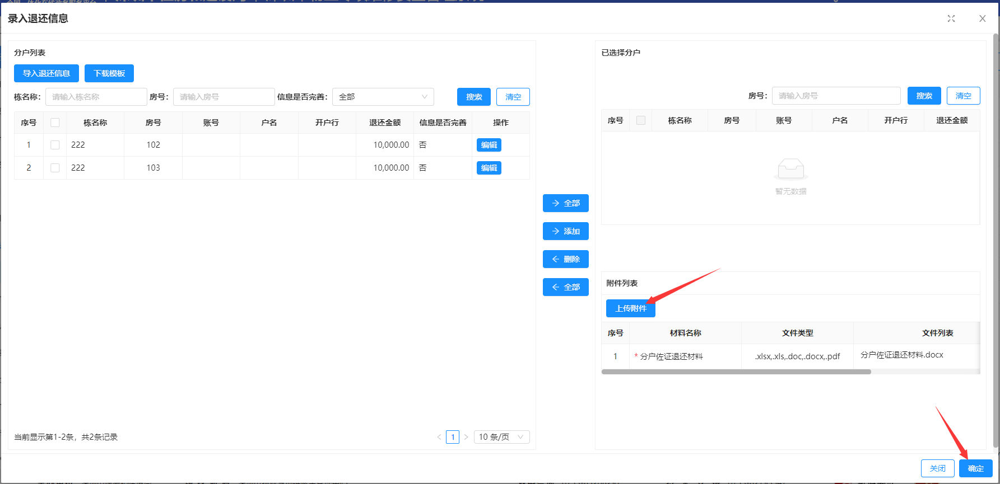 录入退还信息
分户列表
导入退还信息 下载模板
栋名称: 请输入栋名称 房号: 请输入房号 信息是否完善: 全部 搜索 清空
序号 栋名称 房号 账号 户名 开户行 退还金额 信息是否完善 操作
1 222 102 10,000.00 否 编辑
2 222 103 10,000.00 否 编辑
当前显示第1-2条，共2条记录 < 1 > 10 条/页
→ 全部
→ 添加
← 删除
← 全部
已选择分户
房号: 请输入房号 搜索 清空
序号 栋名称 房号 账号 户名 开户行 退还金额
暂无数据
附件列表
上传附件
序号 材料名称 文件类型 文件列表
1 * 分户佐证退还材料 .xlsx,.xls,.doc,.docx,.pdf 分户佐证退还材料.docx
关闭 确定